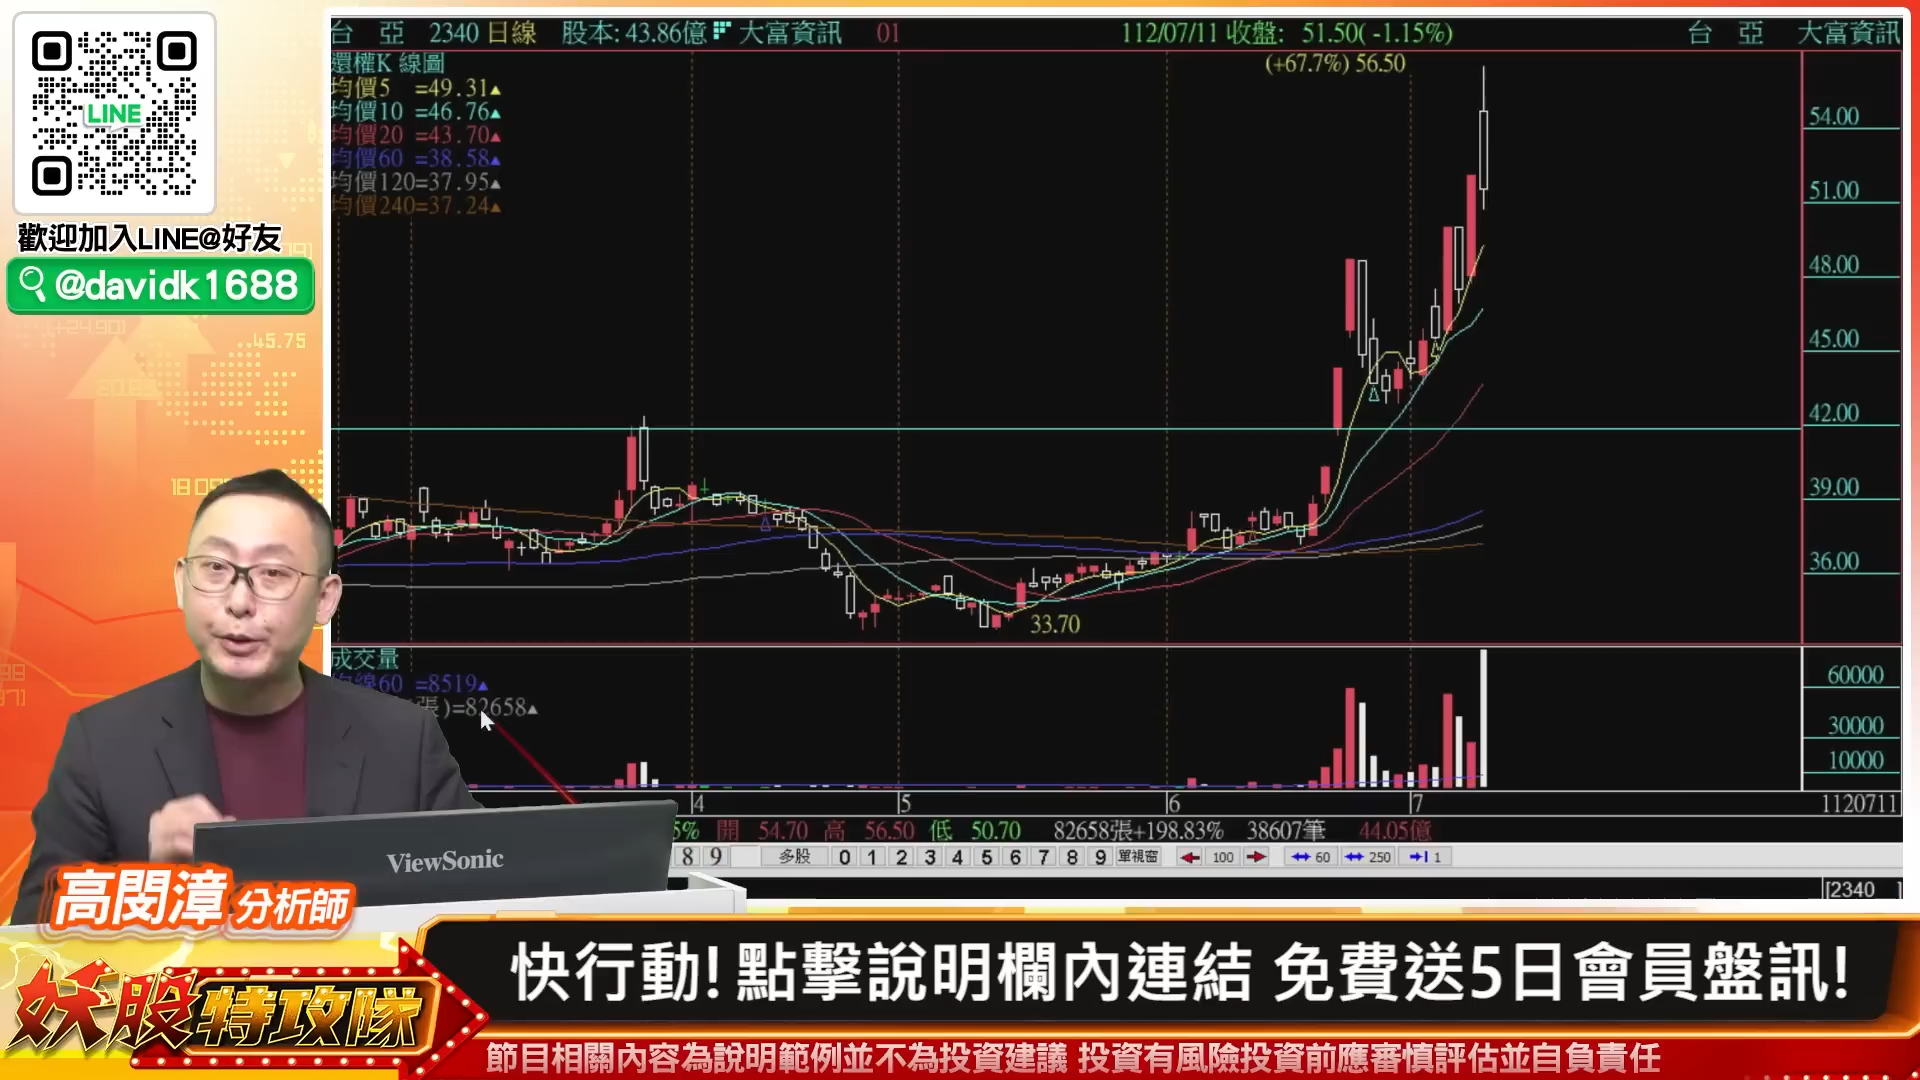 LINE
歡迎加入LINE@好友
@davidk1688
45.75
台 亞 2340 日線 股本: 43.86億 大富資訊 01 112/07/11 收盤: 51.50( -1.15%) 台 亞 大富資訊
還權K 線圖
(+67.7%) 56.50
均價5 =49.31▲
均價10 =46.76▲
均價20 =43.70▲
均價60 =38.58▲
均價120=37.95▲
均價240=37.24▲
54.00
51.00
48.00
45.00
42.00
39.00
36.00
33.70
成交量
均線60 =8519▲
張)=82658▲
60000
30000
10000
4 5 6 7 1120711
5% 開 54.70 高 56.50 低 50.70 82658張+198.83% 38607筆 44.05億
8 9 多股 0 1 2 3 4 5 6 7 8 9 單視窗 100 60 250 1
[2340 ]
ViewSonic
高閔漳 分析師
妖股特攻隊
快行動! 點擊說明欄內連結 免費送5日會員盤訊!
節目相關內容為說明範例並不為投資建議 投資有風險投資前應審慎評估並自負責任